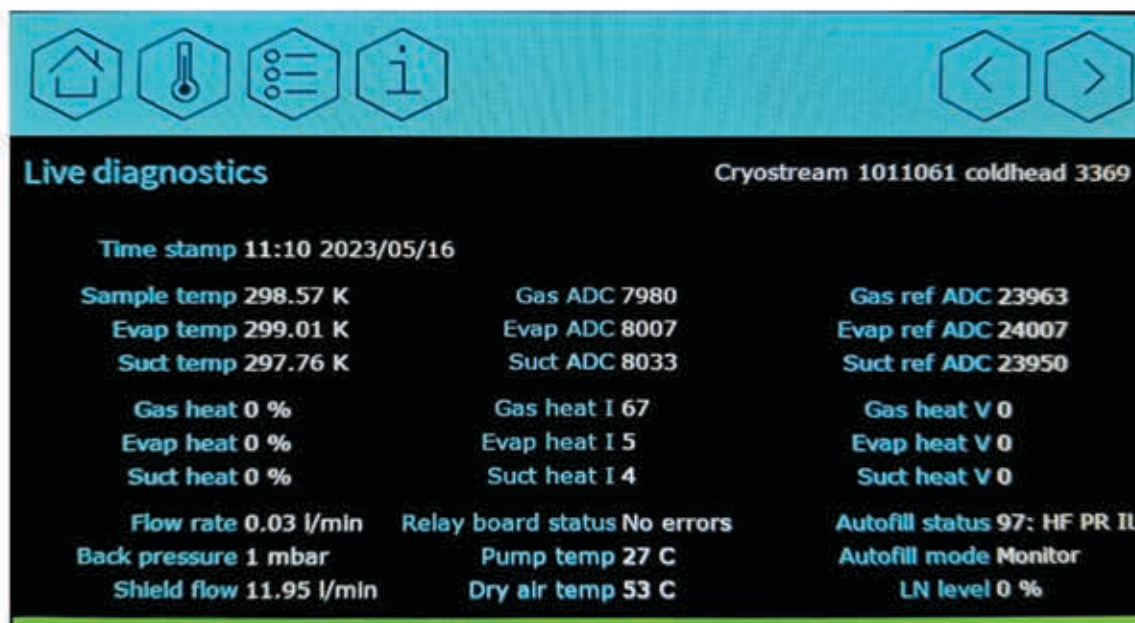 Live diagnostics Cryostream 1011061 coldhead 3369
Time stamp 11:10 2023/05/16
Sample temp 298.57 K Gas ADC 7980 Gas ref ADC 23963
Evap temp 299.01 K Evap ADC 8007 Evap ref ADC 24007
Suct temp 297.76 K Suct ADC 8033 Suct ref ADC 23950
Gas heat 0 % Gas heat I 67 Gas heat V 0
Evap heat 0 % Evap heat I 5 Evap heat V 0
Suct heat 0 % Suct heat I 4 Suct heat V 0
Flow rate 0.03 l/min Relay board status No errors Autofill status 97: HF PR
Back pressure 1 mbar Pump temp 27 C Autofill mode Monitor
Shield flow 11.95 l/min Dry air temp 53 C LN level 0 %